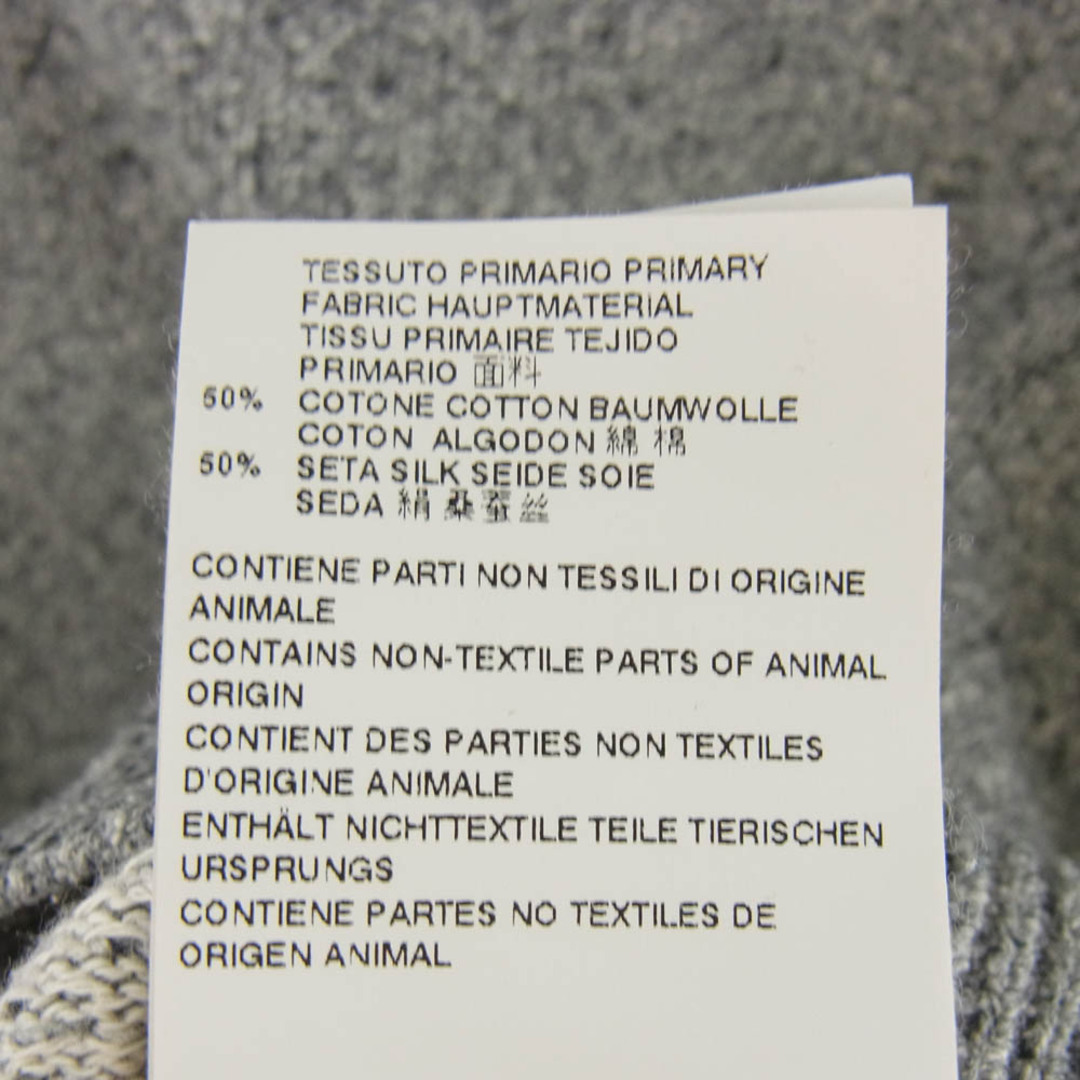 TESSUTO PRIMARIO PRIMARY
FABRIC HAUPTMATERIAL
TISSU PRIMAIRE TEJIDO
PRIMARIO 面料
50% COTONE COTTON BAUMWOLLE
COTON ALGODON 綿 棉
50% SETA SILK SEIDE SOIE
SEDA 絹 桑蚕丝
CONTIENE PARTI NON TESSILI DI ORIGINE
ANIMALE
CONTAINS NON-TEXTILE PARTS OF ANIMAL
ORIGIN
CONTIENT DES PARTIES NON TEXTILES
D'ORIGINE ANIMALE
ENTHÄLT NICHTTEXTILE TEILE TIERISCHEN
URSPRUNGS
CONTIENE PARTES NO TEXTILES DE
ORIGEN ANIMAL